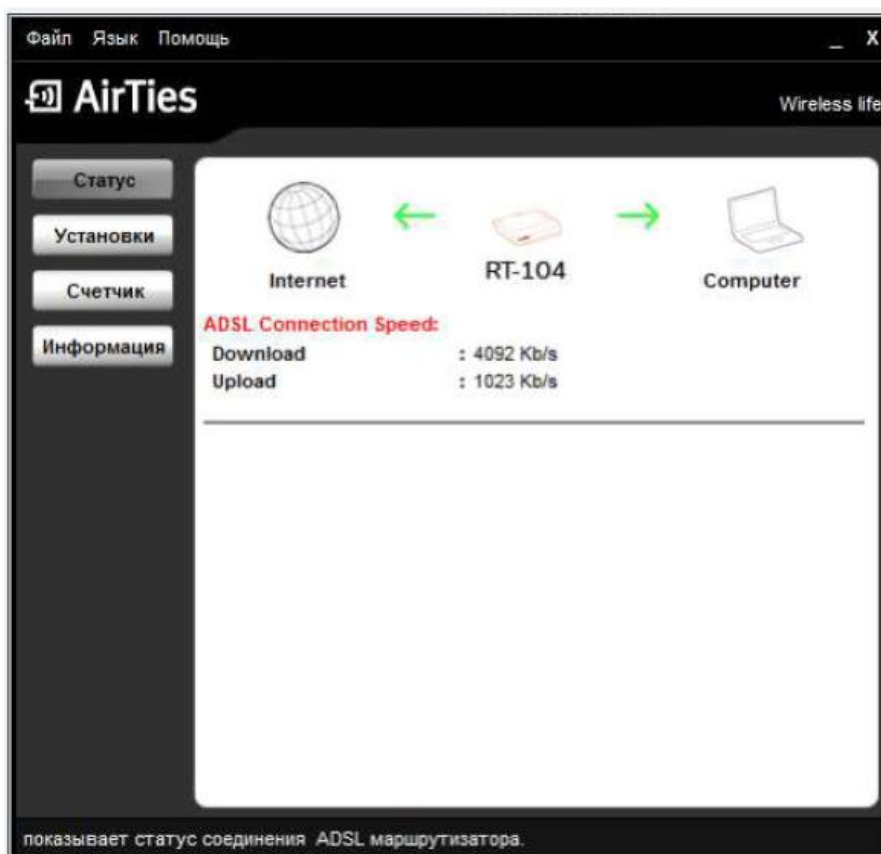 Файл Язык Помощь _ X
AirTies
Wireless life
Статус
Установки
Счетчик
Информация
Internet
RT-104
Computer
ADSL Connection Speed:
Download : 4092 Kb/s
Upload : 1023 Kb/s
показывает статус соединения ADSL маршрутизатора.